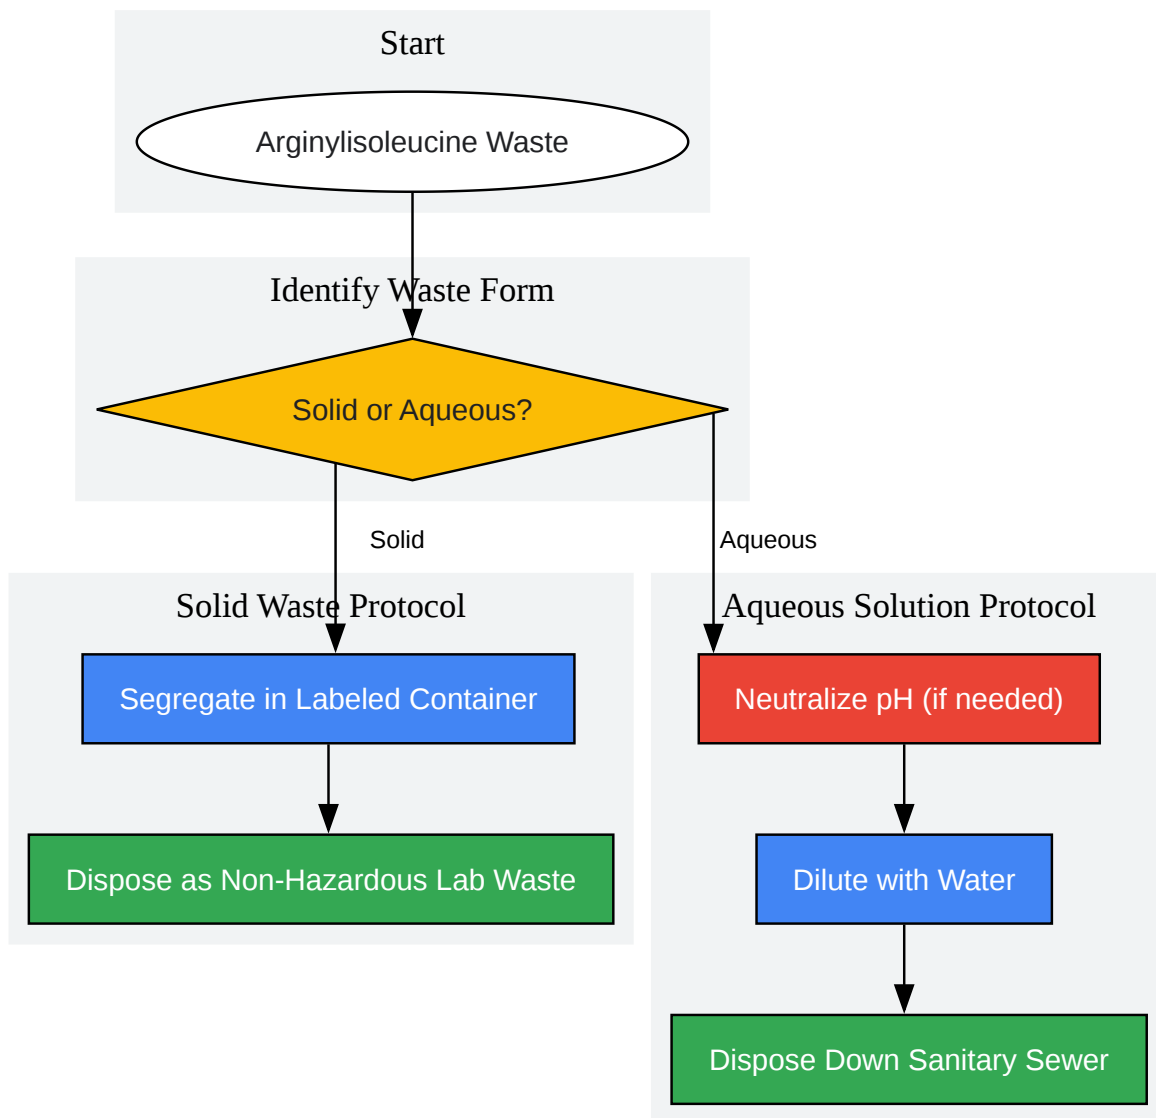 Start
Arginylisoleucine Waste
Identify Waste Form
Solid or Aqueous?
Solid
Aqueous
Solid Waste Protocol
Segregate in Labeled Container
Dispose as Non-Hazardous Lab Waste
Aqueous Solution Protocol
Neutralize pH (if needed)
Dilute with Water
Dispose Down Sanitary Sewer